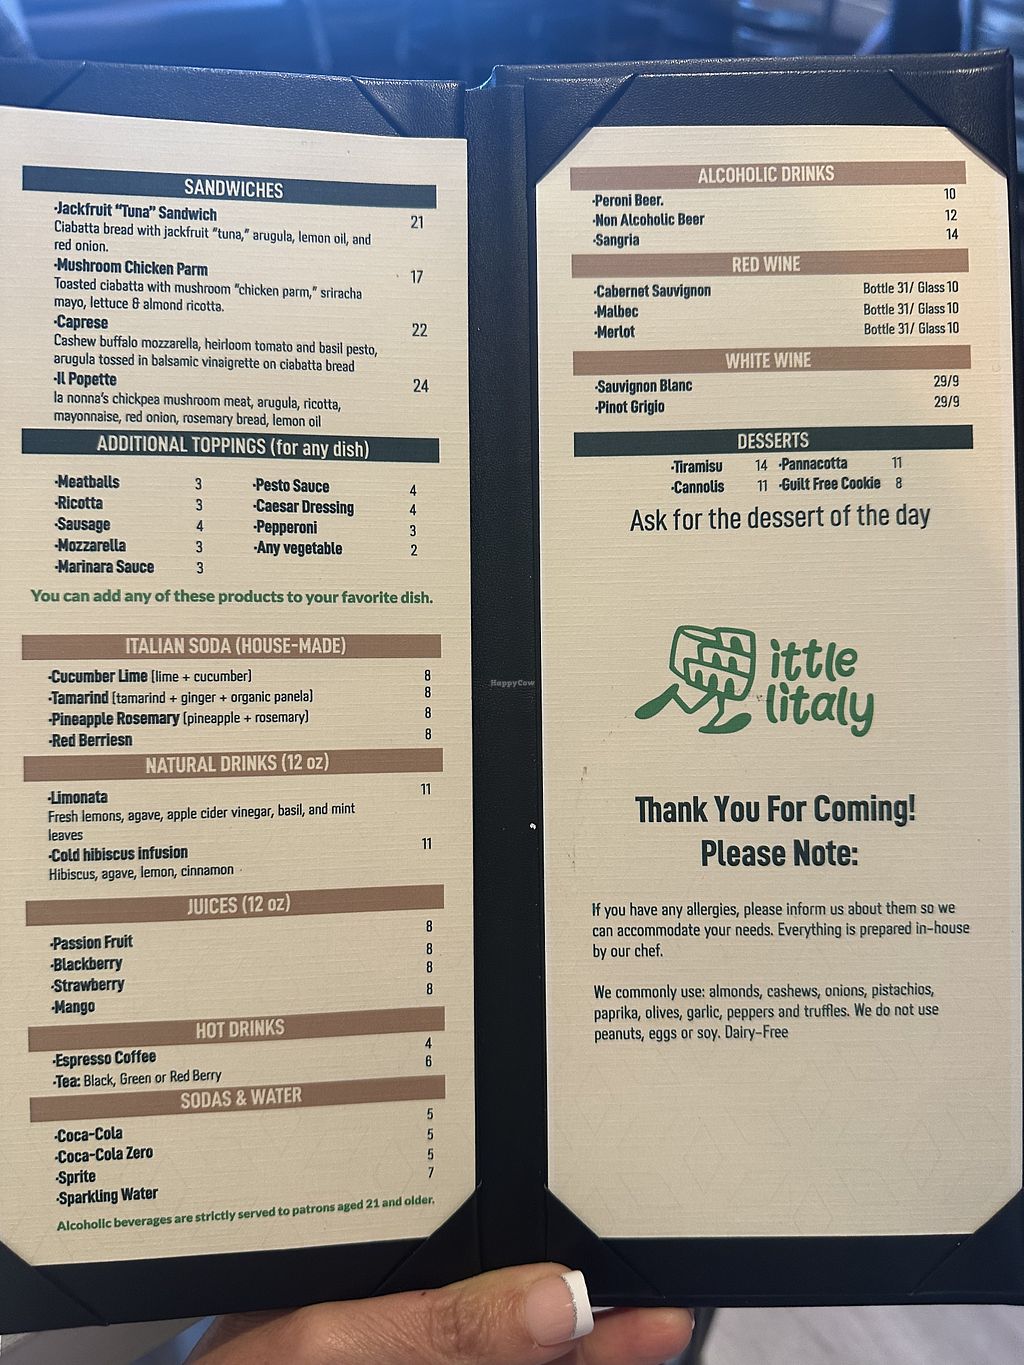 SANDWICHES
·Jackfruit "Tuna" Sandwich 21
Ciabatta bread with jackfruit "tuna," arugula, lemon oil, and
red onion.
·Mushroom Chicken Parm 17
Toasted ciabatta with mushroom "chicken parm," sriracha
mayo, lettuce & almond ricotta.
·Caprese 22
Cashew buffalo mozzarella, heirloom tomato and basil pesto,
arugula tossed in balsamic vinaigrette on ciabatta bread
·Il Popette 24
la nonna's chickpea mushroom meat, arugula, ricotta,
mayonnaise, red onion, rosemary bread, lemon oil
ADDITIONAL TOPPINGS (for any dish)
·Meatballs 3 ·Pesto Sauce 4
·Ricotta 3 ·Caesar Dressing 4
·Sausage 4 ·Pepperoni 3
·Mozzarella 3 ·Any vegetable 2
·Marinara Sauce 3
You can add any of these products to your favorite dish.
ITALIAN SODA (HOUSE-MADE)
·Cucumber Lime (lime + cucumber) 8
·Tamarind (tamarind + ginger + organic panela) 8
·Pineapple Rosemary (pineapple + rosemary) 8
·Red Berriesn 8
NATURAL DRINKS (12 oz)
·Limonata 11
Fresh lemons, agave, apple cider vinegar, basil, and mint
leaves
·Cold hibiscus infusion 11
Hibiscus, agave, lemon, cinnamon
JUICES (12 oz)
·Passion Fruit 8
·Blackberry 8
·Strawberry 8
·Mango 8
HOT DRINKS
·Espresso Coffee 4
·Tea: Black, Green or Red Berry 6
SODAS & WATER
·Coca-Cola 5
·Coca-Cola Zero 5
·Sprite 5
·Sparkling Water 7
Alcoholic beverages are strictly served to patrons aged 21 and older.
HappyCow
ALCOHOLIC DRINKS
·Peroni Beer. 10
·Non Alcoholic Beer 12
·Sangria 14
RED WINE
·Cabernet Sauvignon Bottle 31/ Glass 10
·Malbec Bottle 31/ Glass 10
·Merlot Bottle 31/ Glass 10
WHITE WINE
·Sauvignon Blanc 29/9
·Pinot Grigio 29/9
DESSERTS
·Tiramisu 14 ·Pannacotta 11
·Cannolis 11 ·Guilt Free Cookie 8
Ask for the dessert of the day
ittle
litaly
Thank You For Coming!
Please Note:
If you have any allergies, please inform us about them so we
can accommodate your needs. Everything is prepared in-house
by our chef.
We commonly use: almonds, cashews, onions, pistachios,
paprika, olives, garlic, peppers and truffles. We do not use
peanuts, eggs or soy. Dairy-Free